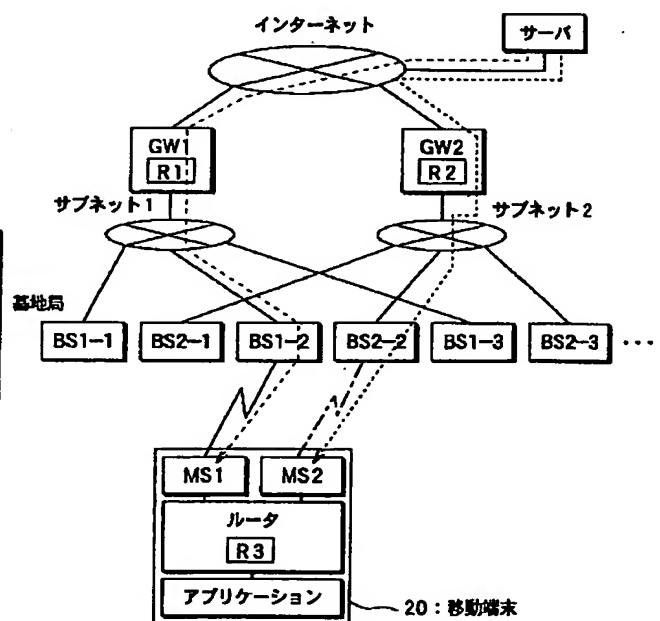 インターネット
サーバ
GW1
R1
GW2
R2
サブネット1
サブネット2
基地局
BS1-1
BS2-1
BS1-2
BS2-2
BS1-3
BS2-3
...
MS1
MS2
ルータ
R3
アプリケーション
20:移動端末